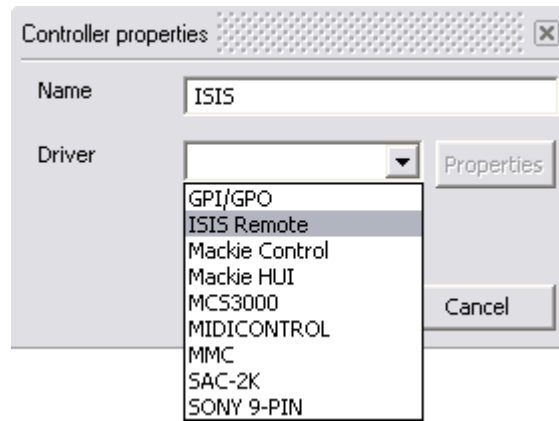 Controller properties
Name
ISIS
Driver
Properties
GPI/GPO
ISIS Remote
Mackie Control
Mackie HUI
MCS3000
MIDICONTROL
MMC
SAC-2K
SONY 9-PIN
Cancel